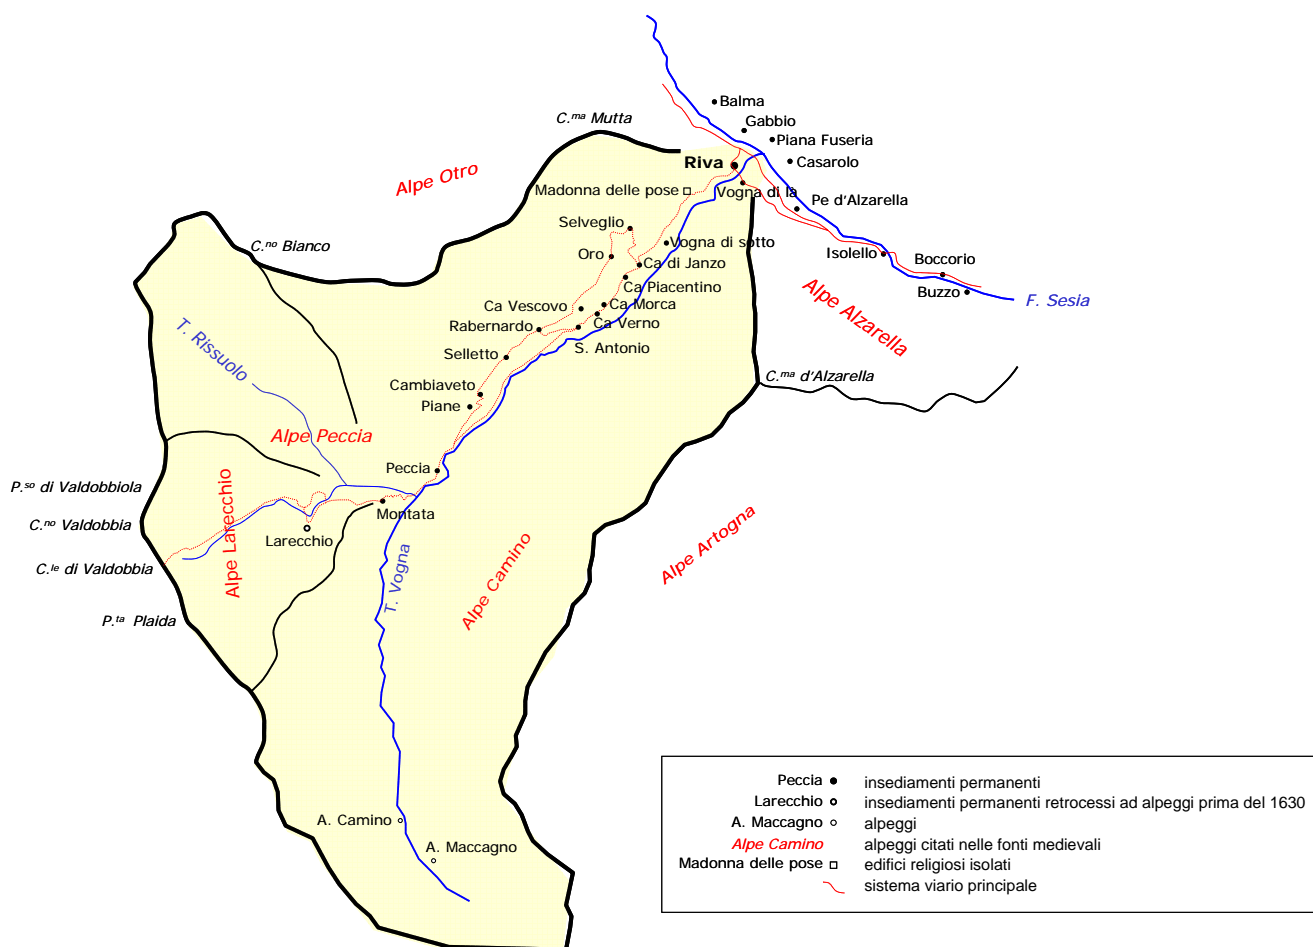 Balma
C.ma Mutta
Gabbio
Piana Fuseria
Riva
Casarolo
Alpe Otro
Madonna delle pose
Vogna di là
Pe d'Alzarella
Selveglio
C.no Bianco
Vogna di sotto
Oro
Isolello
Boccorio
Ca di Janzo
Ca Piacentino
Buzzo
F. Sesia
Alpe Alzarella
Ca Vescovo
Ca Morca
Ca Verno
Rabernardo
T. Rissuolo
S. Antonio
Selletto
C.ma d'Alzarella
Cambiaveto
Piane
Alpe Peccia
Peccia
P.so di Valdobbiola
Alpe Larecchio
Montata
C.no Valdobbia
Larecchio
Alpe Artogna
C.le di Valdobbia
T. Vogna
Alpe Camino
P.ta Plaida
A. Camino
A. Maccagno
Peccia insediamenti permanenti
Larecchio insediamenti permanenti retrocessi ad alpeggi prima del 1630
A. Maccagno alpeggi
Alpe Camino alpeggi citati nelle fonti medievali
Madonna delle pose edifici religiosi isolati
sistema viario principale